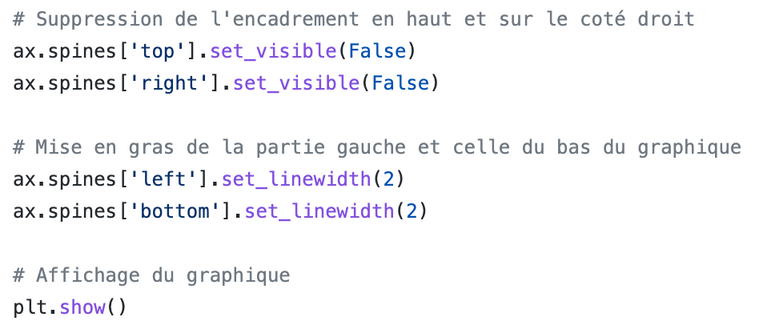 # Suppression de l'encadrement en haut et sur le coté droit
ax.spines['top'].set_visible(False)
ax.spines['right'].set_visible(False)
# Mise en gras de la partie gauche et celle du bas du graphique
ax.spines['left'].set_linewidth(2)
ax.spines['bottom'].set_linewidth(2)
# Affichage du graphique
plt.show()